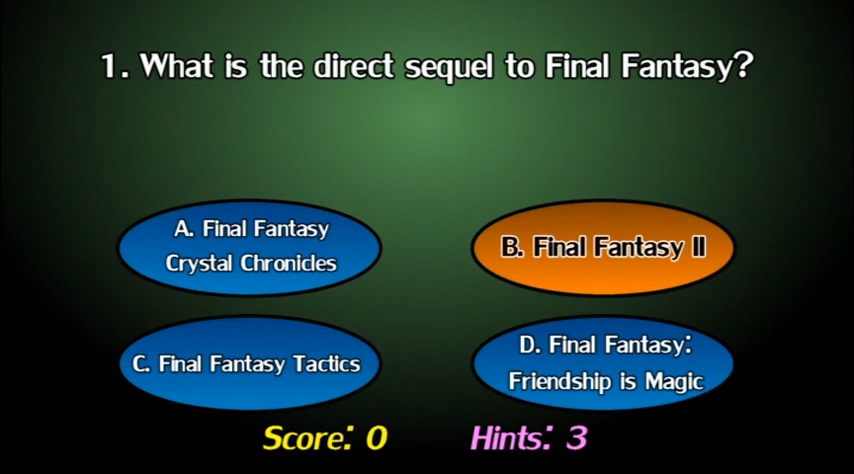 1. What is the direct sequel to Final Fantasy?
A. Final Fantasy
Crystal Chronicles
B. Final Fantasy II
C. Final Fantasy Tactics
D. Final Fantasy:
Friendship is Magic
Score: 0
Hints: 3